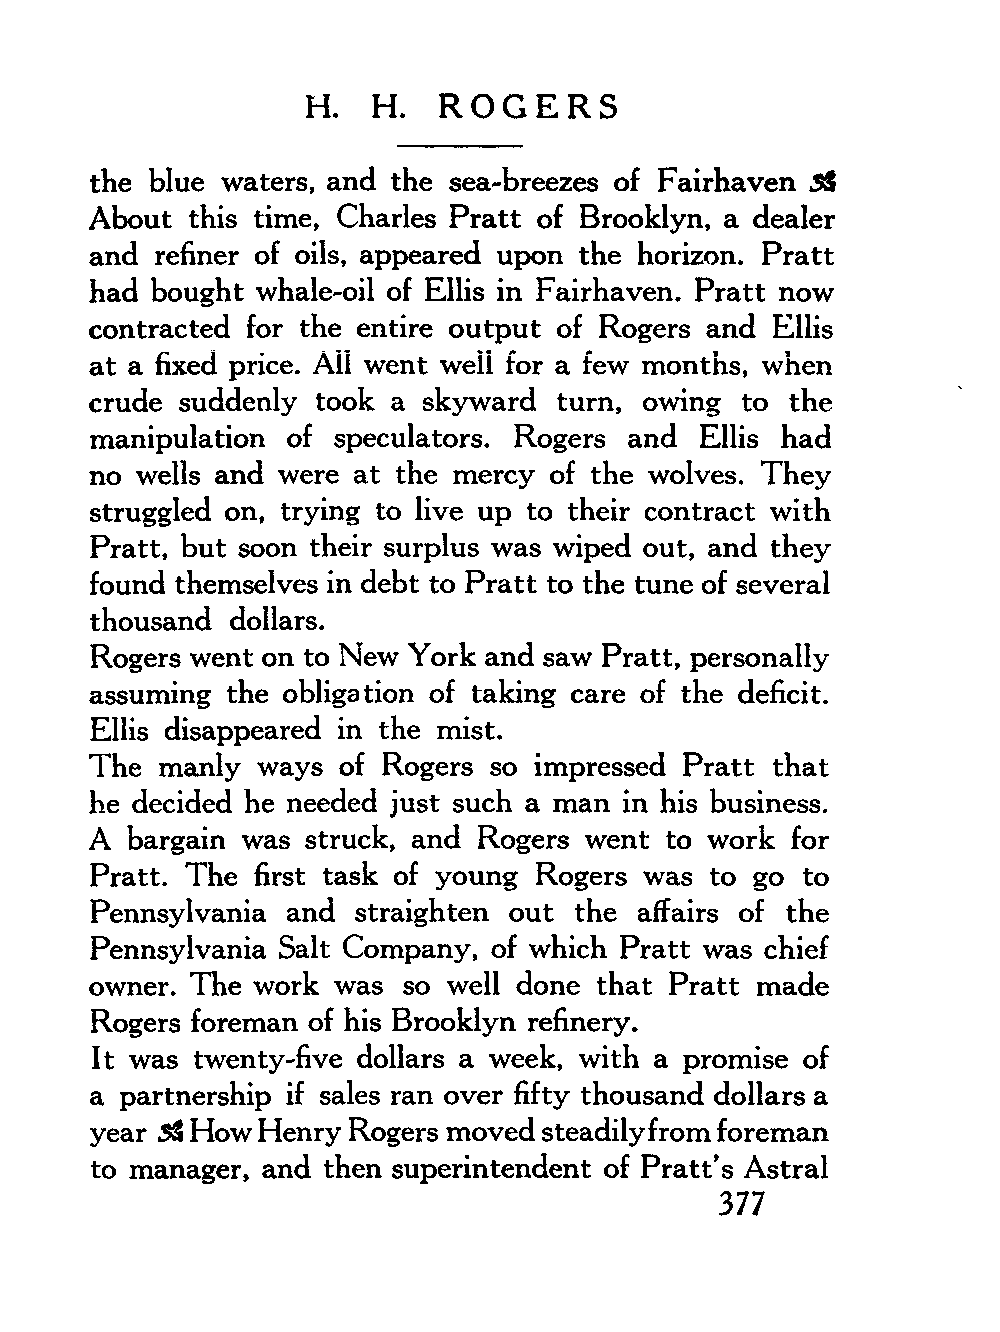 H. H. ROGERS
the blue waters, and the sea-breezes of Fairhaven
About this time, Charles Pratt of Brooklyn, a dealer
and refiner of oils, appeared upon the horizon. Pratt
had bought whale-oil of Ellis in Fairhaven. Pratt now
contracted for the entire output of Rogers and Ellis
at a fixed price. All went well for a few months, when
crude suddenly took a skyward turn, owing to the
manipulation of speculators. Rogers and Ellis had
no wells and were at the mercy of the wolves. They
struggled on, trying to live up to their contract with
Pratt, but soon their surplus was wiped out, and they
found themselves in debt to Pratt to the tune of several
thousand dollars.
Rogers went on to New York and saw Pratt, personally
assuming the obligation of taking care of the deficit.
Ellis disappeared in the mist.
The manly ways of Rogers so impressed Pratt that
he decided he needed just such a man in his business.
A bargain was struck, and Rogers went to work for
Pratt. The first task of young Rogers was to go to
Pennsylvania and straighten out the affairs of the
Pennsylvania Salt Company, of which Pratt was chief
owner. The work was so well done that Pratt made
Rogers foreman of his Brooklyn refinery.
It was twenty-five dollars a week, with a promise of
a partnership if sales ran over fifty thousand dollars a
year How Henry Rogers moved steadily from foreman
to manager, and then superintendent of Pratt's Astral
377